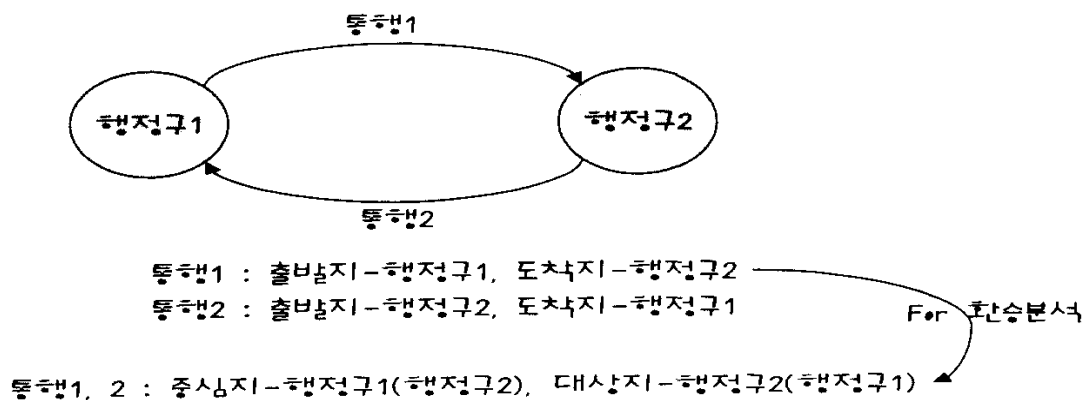 통행1
행정구1
행정구2
통행2
통행1 : 출발지-행정구1, 도착지-행정구2
통행2 : 출발지-행정구2, 도착지-행정구1
For 환승분석
통행1, 2 : 중심지-행정구1(행정구2), 대상지-행정구2(행정구1)